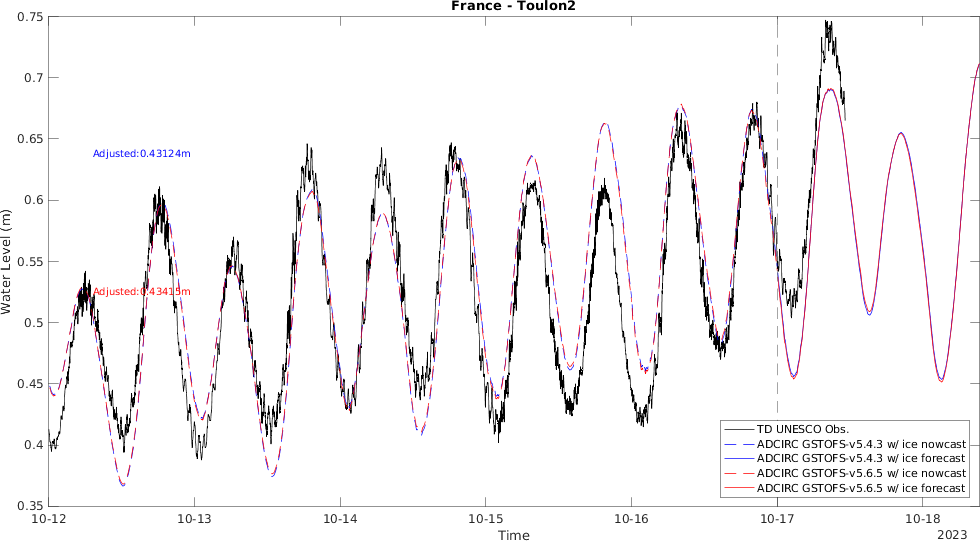 France - Toulon2
0.75
0.7
0.65
0.6
0.55
0.5
0.45
0.4
0.35
Water Level (m)
Adjusted:0.43124m
Adjusted:0.43415m
TD UNESCO Obs.
ADCIRC GSTOFS-v5.4.3 w/ ice nowcast
ADCIRC GSTOFS-v5.4.3 w/ ice forecast
ADCIRC GSTOFS-v5.6.5 w/ ice nowcast
ADCIRC GSTOFS-v5.6.5 w/ ice forecast
10-12 10-13 10-14 10-15 10-16 10-17 10-18
Time
2023